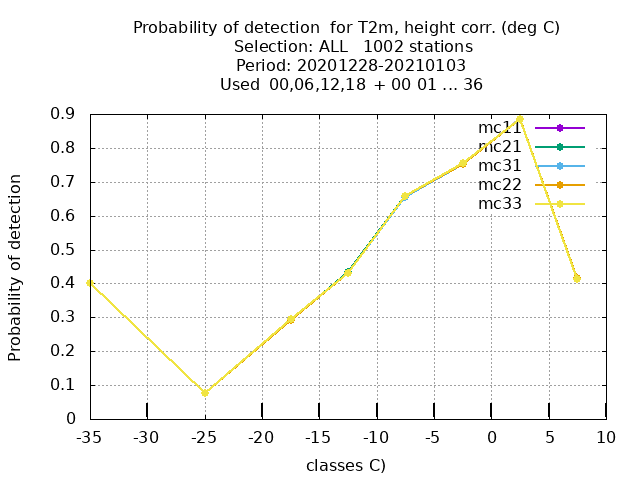 Probability of detection  for T2m, height corr. (deg C)
Selection: ALL   1002 stations
Period: 20201228-20210103
Used  00,06,12,18  + 00 01 ... 36
Probability of detection
0.9
0.8
0.7
0.6
0.5
0.4
0.3
0.2
0.1
0
mc11
mc21
mc31
mc22
mc33
-35 -30 -25 -20 -15 -10 -5 0 5 10
classes C)